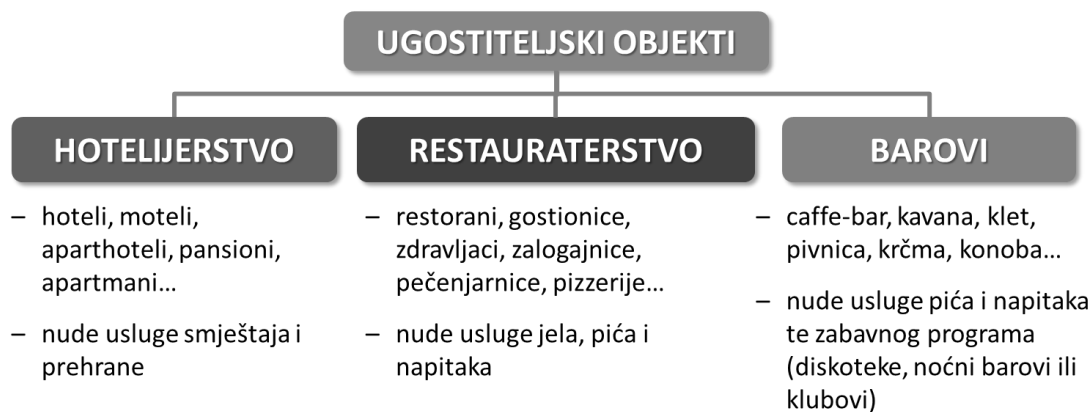 UGOSTITELJSKI OBJEKTI
HOTELIJERSTVO
– hoteli, moteli,
aparthoteli, pansioni,
apartmani...
– nude usluge smještaja i
prehrane
RESTAURATERSTVO
– restorani, gostionice,
zdravljaci, zalogajnice,
pečenjarnice, pizzerije...
– nude usluge jela, pića i
napitaka
BAROVI
– caffe-bar, kavana, klet,
pivnica, krčma, konoba...
– nude usluge pića i napitaka
te zabavnog programa
(diskoteke, noćni barovi ili
klubovi)